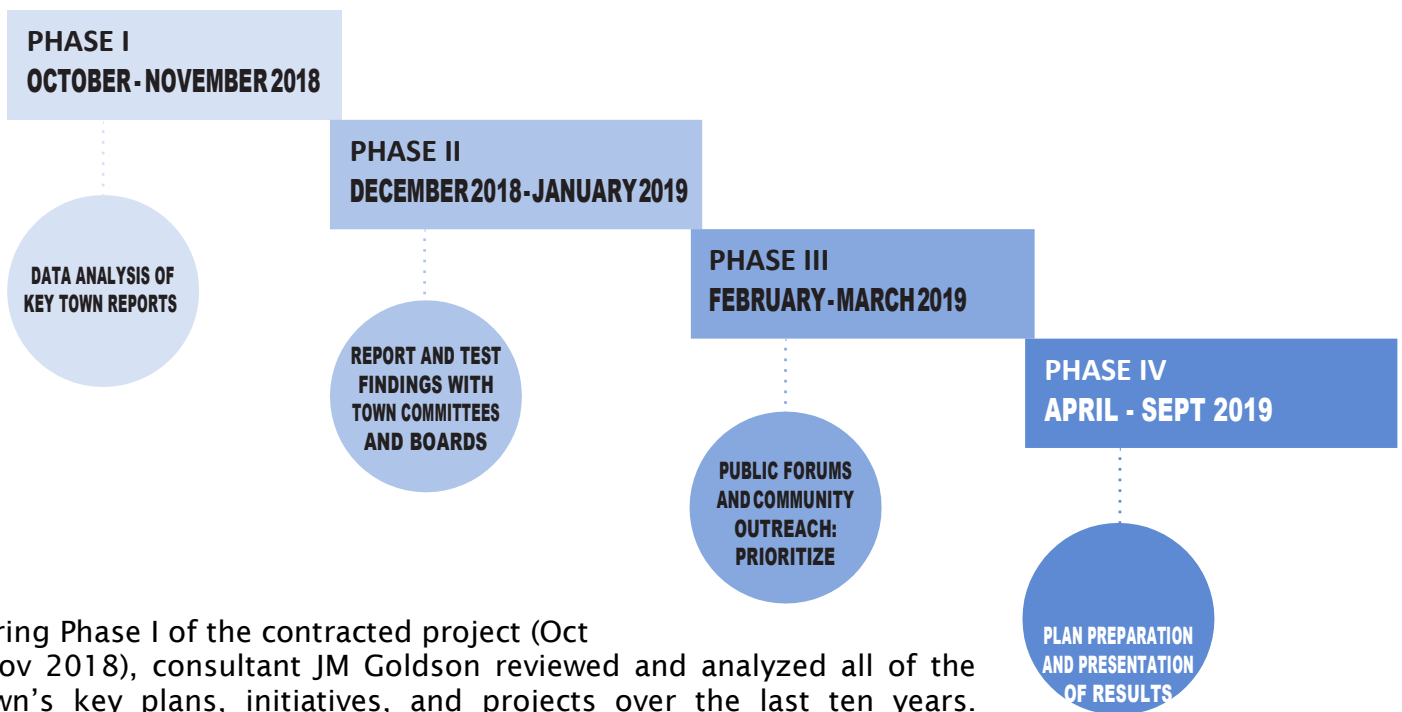 PHASE I
OCTOBER - NOVEMBER 2018
DATA ANALYSIS OF
KEY TOWN REPORTS
PHASE II
DECEMBER 2018 - JANUARY 2019
REPORT AND TEST
FINDINGS WITH
TOWN COMMITTEES
AND BOARDS
PHASE III
FEBRUARY - MARCH 2019
PUBLIC FORUMS
AND COMMUNITY
OUTREACH:
PRIORITIZE
PHASE IV
APRIL - SEPT 2019
PLAN PREPARATION
AND PRESENTATION
OF RESULTS
ring Phase I of the contracted project (Oct
ov 2018), consultant JM Goldson reviewed and analyzed all of the
wn's key plans, initiatives, and projects over the last ten years.